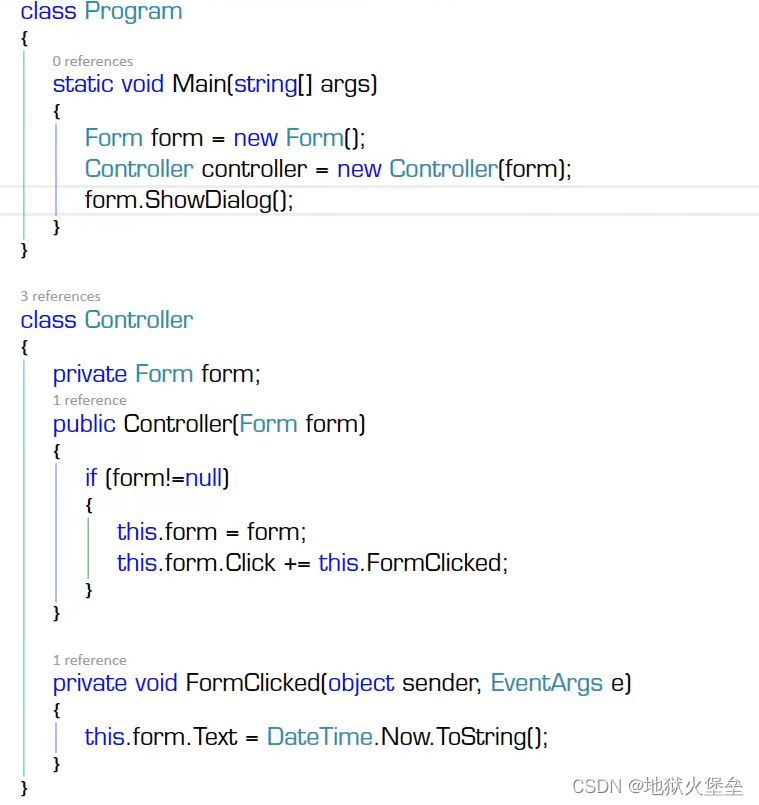 class Program
{
0 references
static void Main(string[] args)
{
Form form = new Form();
Controller controller = new Controller(form);
form.ShowDialog();
}
}
3 references
class Controller
{
private Form form;
1 reference
public Controller(Form form)
{
if (form!=null)
{
this.form = form;
this.form.Click += this.FormClicked;
}
}
1 reference
private void FormClicked(object sender, EventArgs e)
{
this.form.Text = DateTime.Now.ToString();
}
}
CSDN @地狱火堡垒